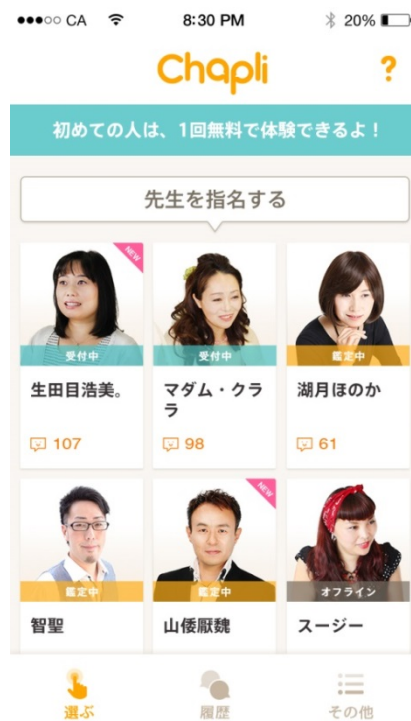 CA 8:30 PM 20%
Chapli ?
初めての人は、1回無料で体験できるよ！
先生を指名する
NEW
受付中 受付中 鑑定中
生田目浩美。 マダム・クラ 湖月ほのか
ラ
107 98 61
NEW
鑑定中 鑑定中 オフライン
智聖 山倭厭魏 スージー
選ぶ 履歴 その他